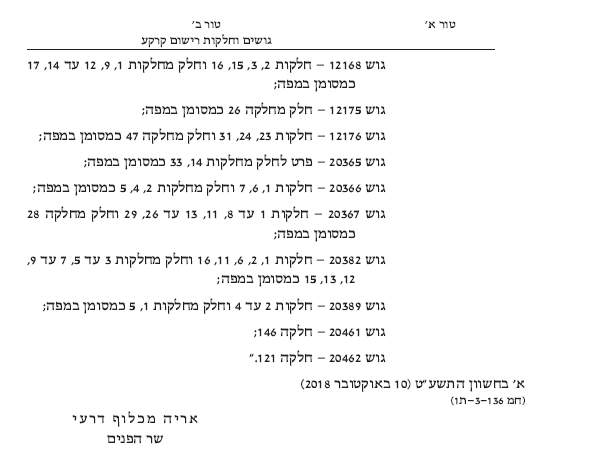 טור א׳ טור ב׳
גושים וחלקות רישום קרקע
גוש 12168 – חלקות 2, 3, 15, 16 וחלק מחלקות 1, 9, 12 עד 14, 17
כמסומן במפה;
גוש 12175 – חלק מחלקה 26 כמסומן במפה;
גוש 12176 – חלקות 23, 24, 31 וחלק מחלקה 47 כמסומן במפה;
גוש 20365 – פרט לחלק מחלקות 14, 33 כמסומן במפה;
גוש 20366 – חלקות 1, 6, 7 וחלק מחלקות 2, 4, 5 כמסומן במפה;
גוש 20367 – חלקות 1 עד 8, 11, 13 עד 26, 29 וחלק מחלקה 28
כמסומן במפה;
גוש 20382 – חלקות 1, 2, 6, 11, 16 וחלק מחלקות 3 עד 5, 7 עד 9,
12, 13, 15 כמסומן במפה;
גוש 20389 – חלקות 2 עד 4 וחלק מחלקות 1, 5 כמסומן במפה;
גוש 20461 – חלקה 146;
גוש 20462 – חלקה 121.״
א׳ בחשוון התשע״ט (10 באוקטובר 2018)
(חמ 3-136–ת1)
אריה מכלוף דרעי
שר הפנים